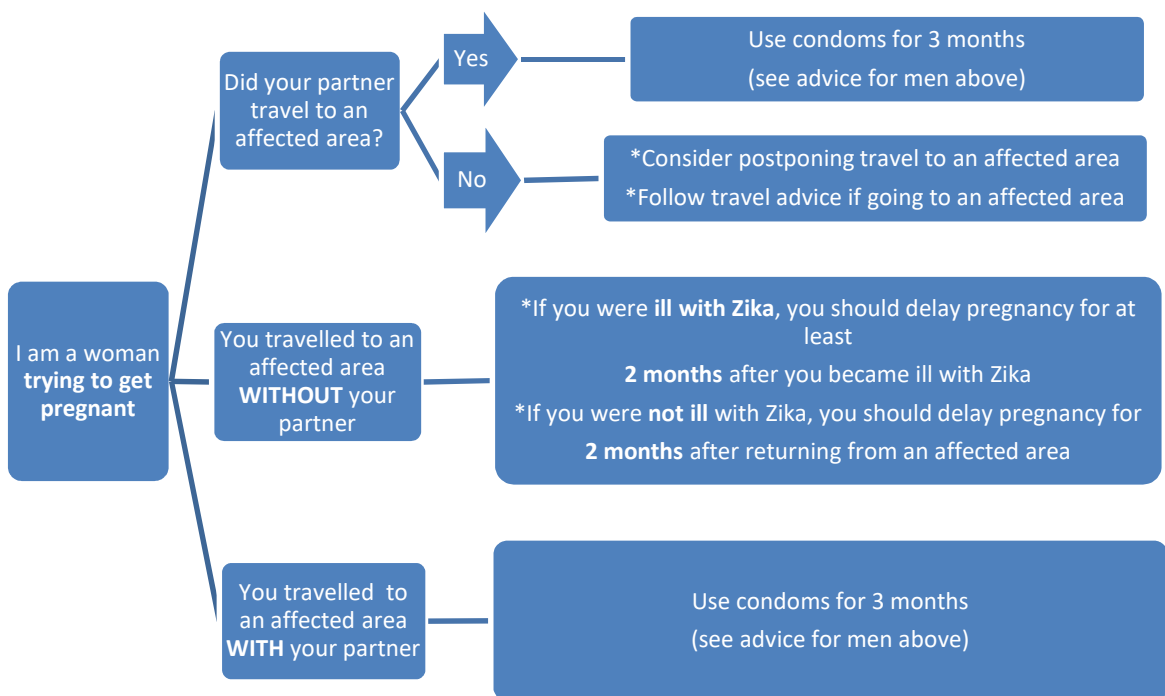 I am a woman
trying to get
pregnant
Did your partner
travel to an
affected area?
Yes
Use condoms for 3 months
(see advice for men above)
No
*Consider postponing travel to an affected area
*Follow travel advice if going to an affected area
You travelled to an
affected area
WITHOUT your
partner
*If you were ill with Zika, you should delay pregnancy for at
least
2 months after you became ill with Zika
*If you were not ill with Zika, you should delay pregnancy for
2 months after returning from an affected area
You travelled to
an affected area
WITH your partner
Use condoms for 3 months
(see advice for men above)